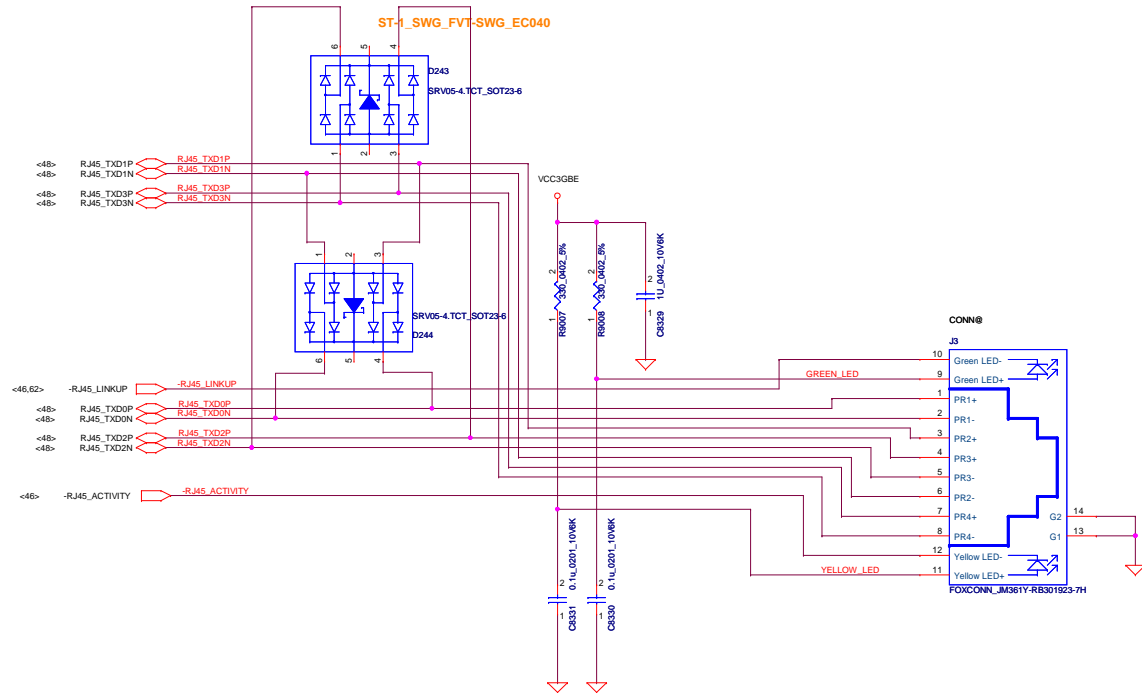 ST-1_SWG_FVT-SWG_EC040
6 5 4
D243
SRV05-4.TCT_SOT23-6
1 2 3
<48> RJ45_TXD1P RJ45_TXD1P
<48> RJ45_TXD1N RJ45_TXD1N
<48> RJ45_TXD3P RJ45_TXD3P
<48> RJ45_TXD3N RJ45_TXD3N
VCC3GBE
1 2 3
SRV05-4.TCT_SOT23-6
D244
6 5 4
2 330_0402_5%
1 R9007
2 330_0402_5%
1 R9008
2 1U_0402_10V6K
1 C8329
CONN@
J3
<46,62> -RJ45_LINKUP -RJ45_LINKUP
<48> RJ45_TXD0P RJ45_TXD0P
<48> RJ45_TXD0N RJ45_TXD0N
<48> RJ45_TXD2P RJ45_TXD2P
<48> RJ45_TXD2N RJ45_TXD2N
<46> -RJ45_ACTIVITY -RJ45_ACTIVITY
10 Green LED-
GREEN_LED 9 Green LED+
1 PR1+
2 PR1-
3 PR2+
4 PR3+
5 PR3-
6 PR2-
7 PR4+
8 PR4-
12 Yellow LED-
YELLOW_LED 11 Yellow LED+
G2 14
G1 13
FOXCONN_JM361Y-RB301923-7H
2 0.1u_0201_10V6K
1 C8331
2 0.1u_0201_10V6K
1 C8330